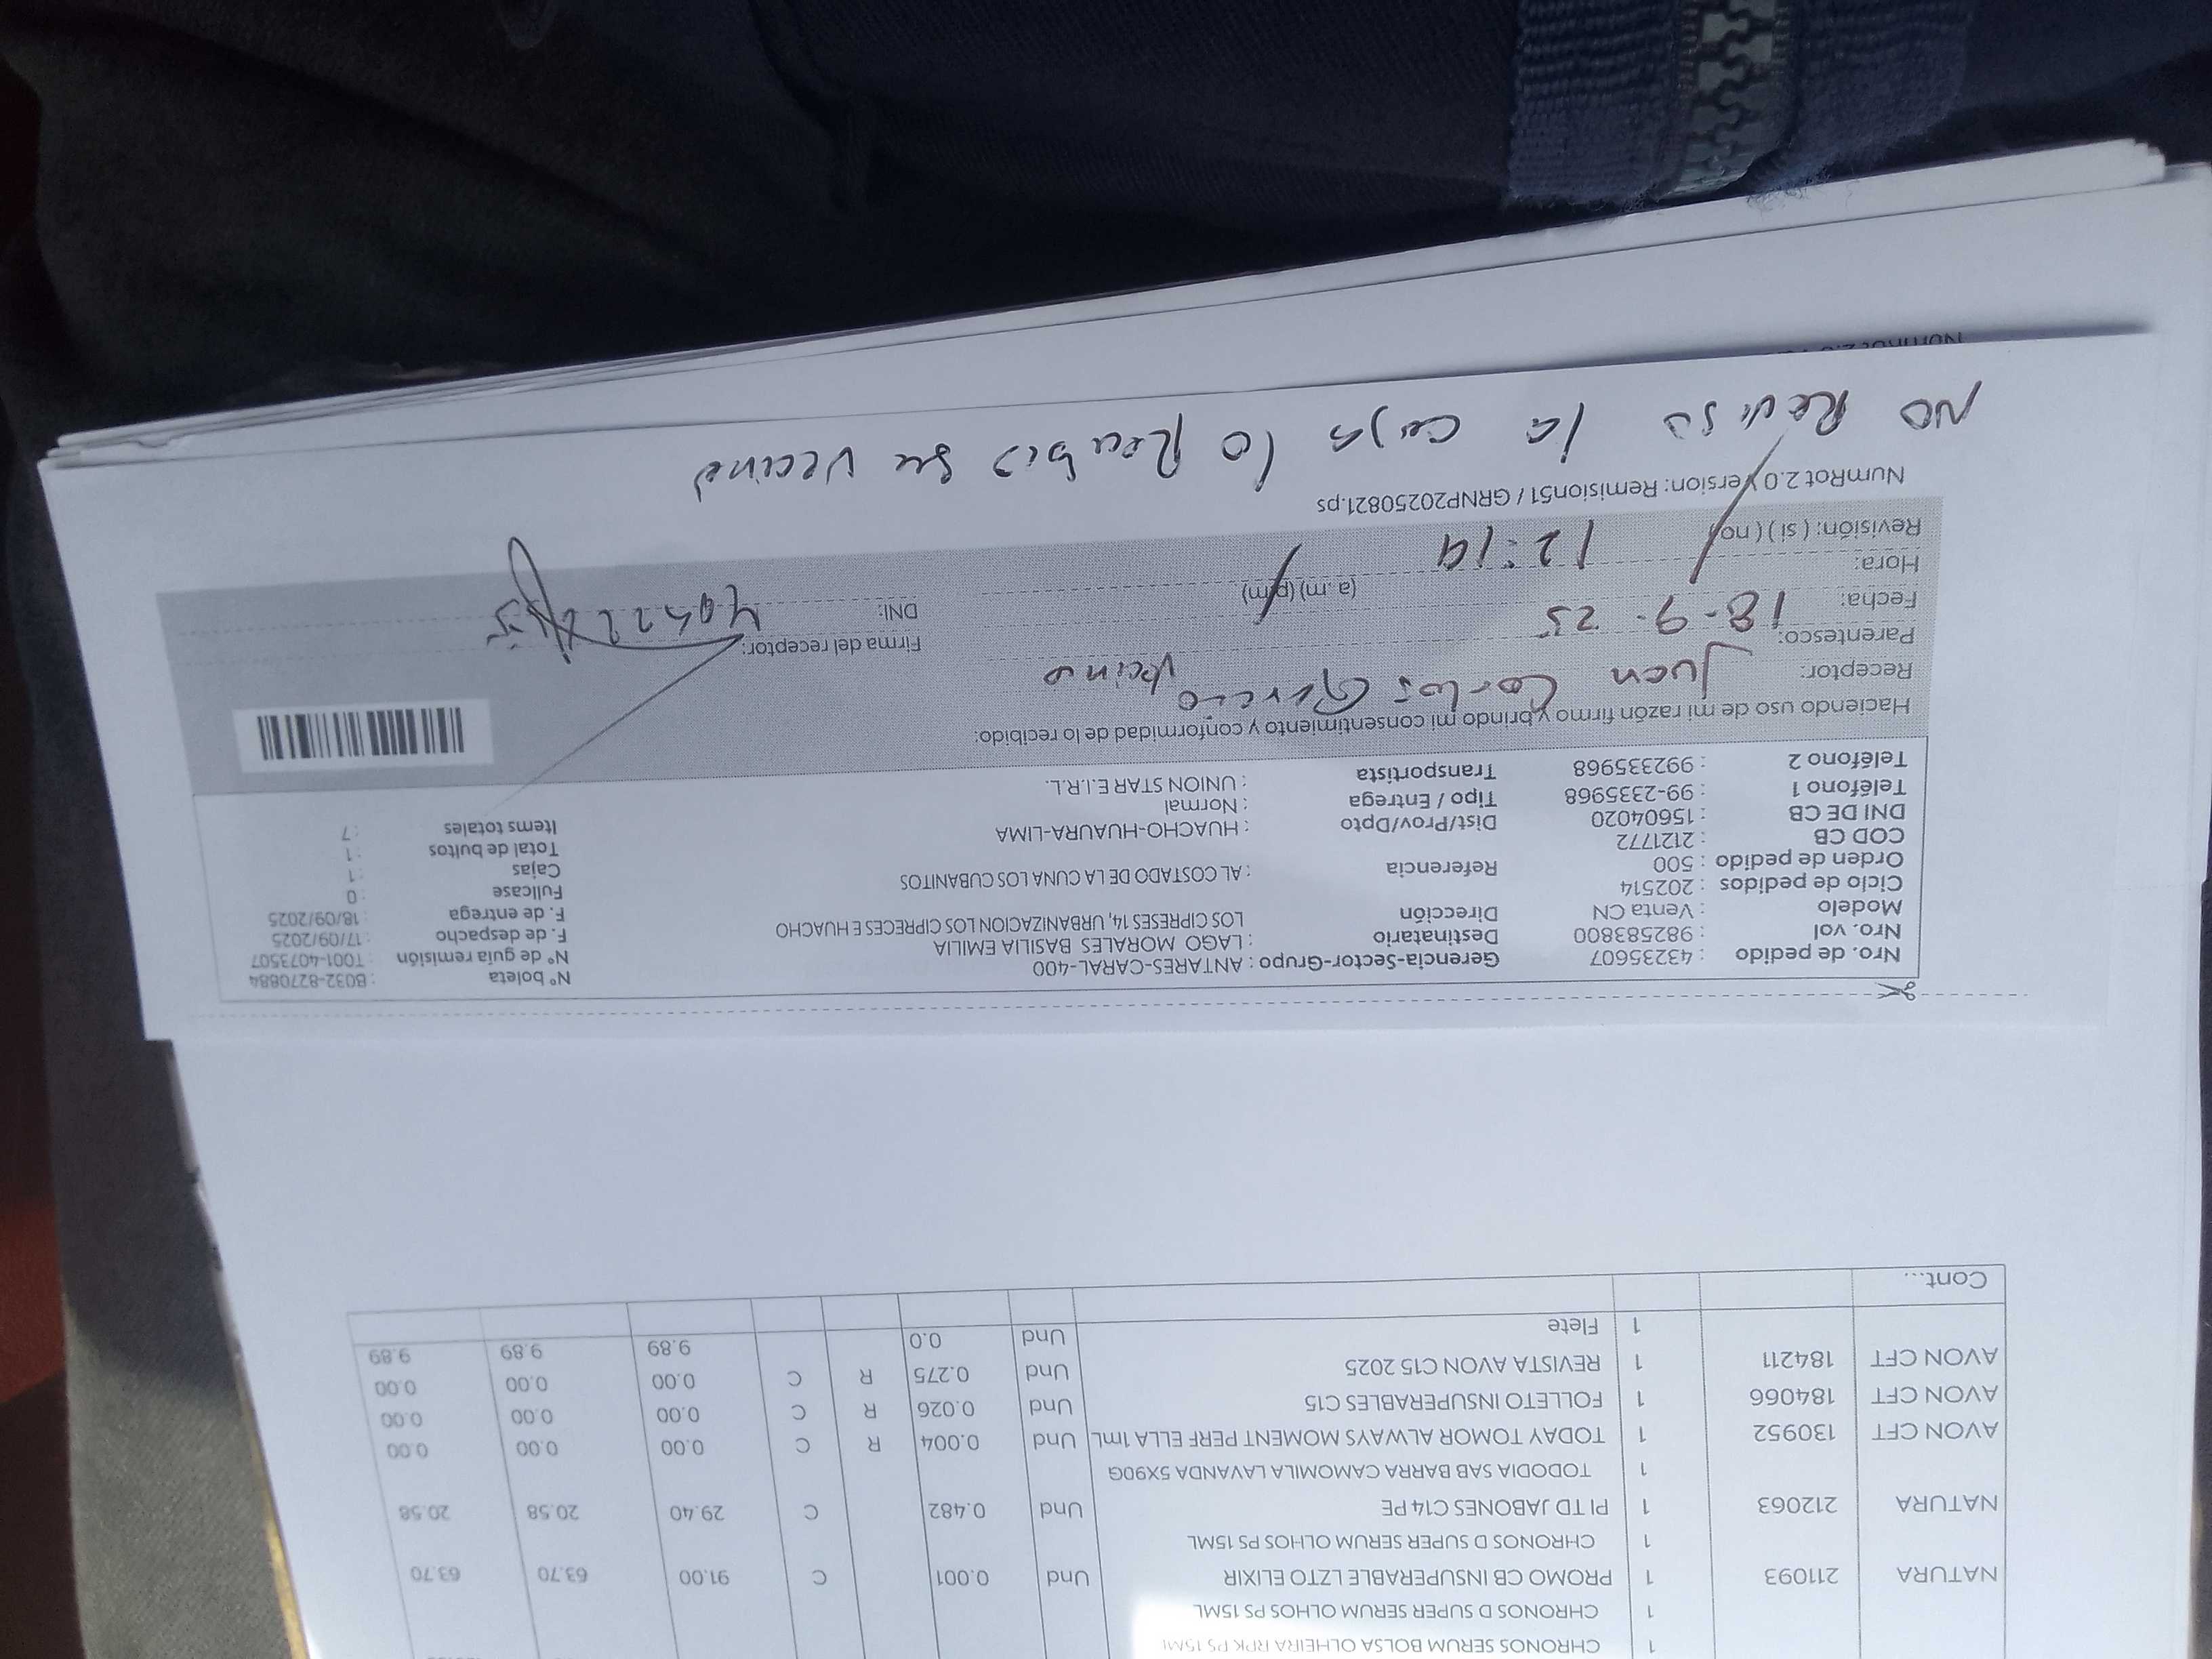 CHRONOS SERUM BOLSA OLHEIRA RPK PS 15ML
1 CHRONOS D SUPER SERUM OLHOS PS 15ML
NATURA 211093 1 PROMO CB INSUPERABLE LZTO ELIXIR Und 0.001 C 91.00 63.70 63.70
1 CHRONOS D SUPER SERUM OLHOS PS 15ML
NATURA 212063 1 PI TD JABONES C14 PE Und 0.482 C 29.40 20.58 20.58
1 TODODIA SAB BARRA CAMOMILA LAVANDA 5X90G
AVON CFT 130952 1 TODAY TOMOR ALWAYS MOMENT PERF ELLA 1mL Und 0.004 R C 0.00 0.00 0.00
AVON CFT 184066 1 FOLLETO INSUPERABLES C15 Und 0.026 R C 0.00 0.00 0.00
AVON CFT 184211 1 REVISTA AVON C15 2025 Und 0.275 R C 0.00 0.00 0.00
1 Flete Und 0.0 9.89 9.89 9.89
Cont...
Nro. de pedido : 43235607 Gerencia-Sector-Grupo : ANTARES-CARAL-400 N° boleta : B032-8270884
Nro. vol : 982583800 Destinatario : LAGO MORALES BASILIA EMILIA N° de guía remisión : T001-4073507
Modelo : Venta CN Dirección LOS CIPRESES 14, URBANIZACION LOS CIPRECES E HUACHO F. de despacho : 17/09/2025
Ciclo de pedidos : 202514 F. de entrega : 18/09/2025
Orden de pedido : 500 Referencia : AL COSTADO DE LA CUNA LOS CUBANITOS Fullcase : 0
COD CB : 2121772 Cajas : 1
DNI DE CB : 15604020 Dist/Prov/Dpto : HUACHO-HUAURA-LIMA Total de bultos : 1
Teléfono 1 : 99-2335968 Tipo / Entrega : Normal Items totales : 7
Teléfono 2 : 992335968 Transportista : UNION STAR E.I.R.L.
Haciendo uso de mi razón firmo y brindo mi consentimiento y conformidad de lo recibido:
Receptor: Juan Carlos
Parentesco: Vecino Firma del receptor:
Fecha: 18-9-25 DNI:
Hora: 12:19 (a.m) (p.m)
Revisión: ( si ) ( no )
NumRot 2.0 Version: Remision51 / GRNP20250821.ps
NO Reviso la caja lo Recibió su vecino